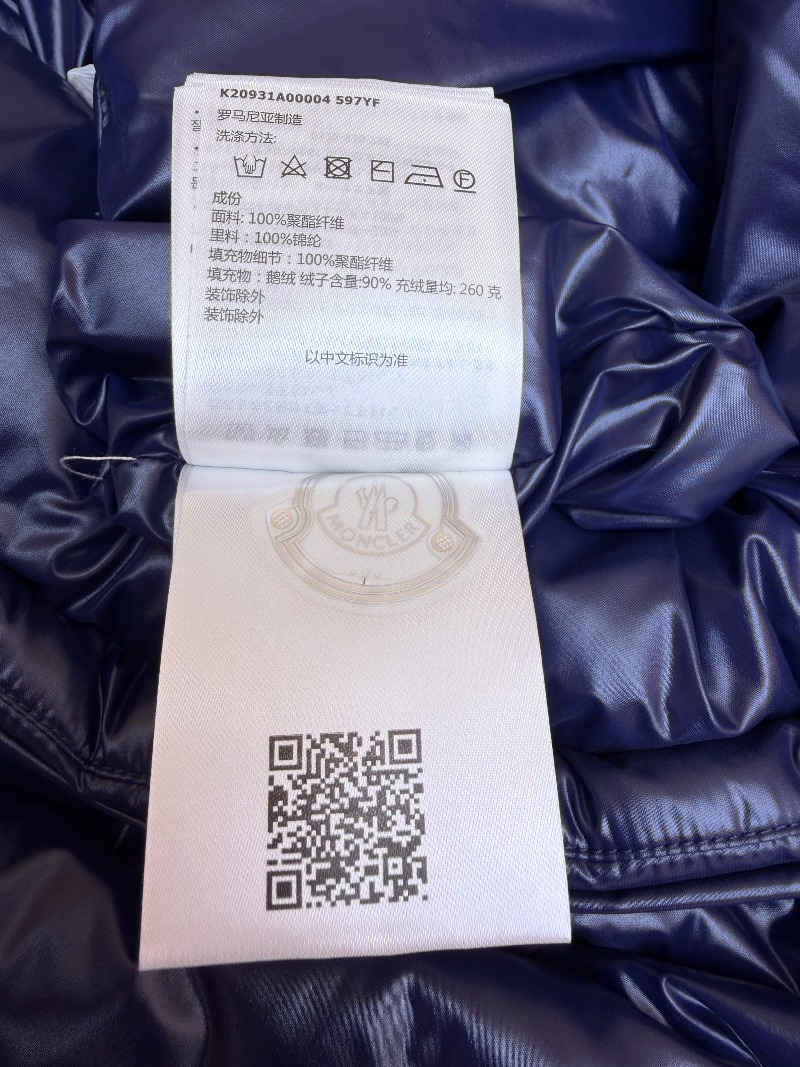 K20931A00004 597YF
罗马尼亚制造
洗涤方法:
成份
面料: 100%聚酯纤维
里料：100%锦纶
填充物细节：100%聚酯纤维
填充物：鹅绒 绒子含量:90% 充绒量均: 260 克
装饰除外
装饰除外
以中文标识为准
MONCLER